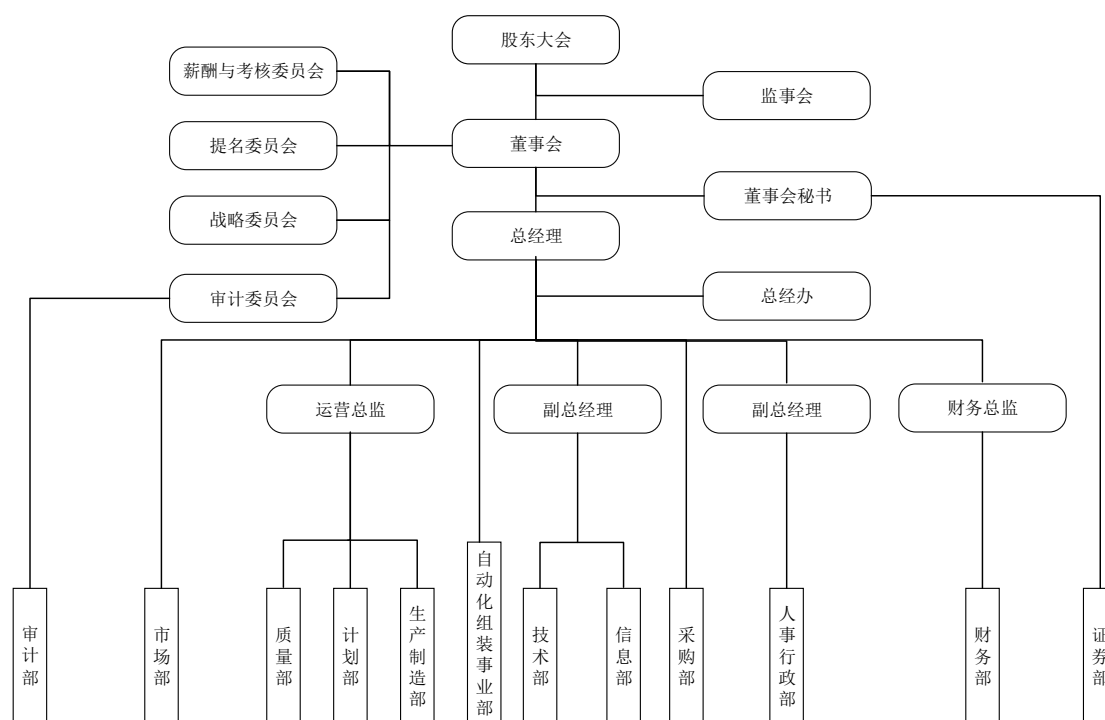 股东大会
薪酬与考核委员会
监事会
提名委员会
董事会
战略委员会
董事会秘书
总经理
审计委员会
总经办
运营总监
副总经理
副总经理
财务总监
审计部
市场部
质量部
计划部
生产制造部
自动化组装事业部
技术部
信息部
采购部
人事行政部
财务部
证券部